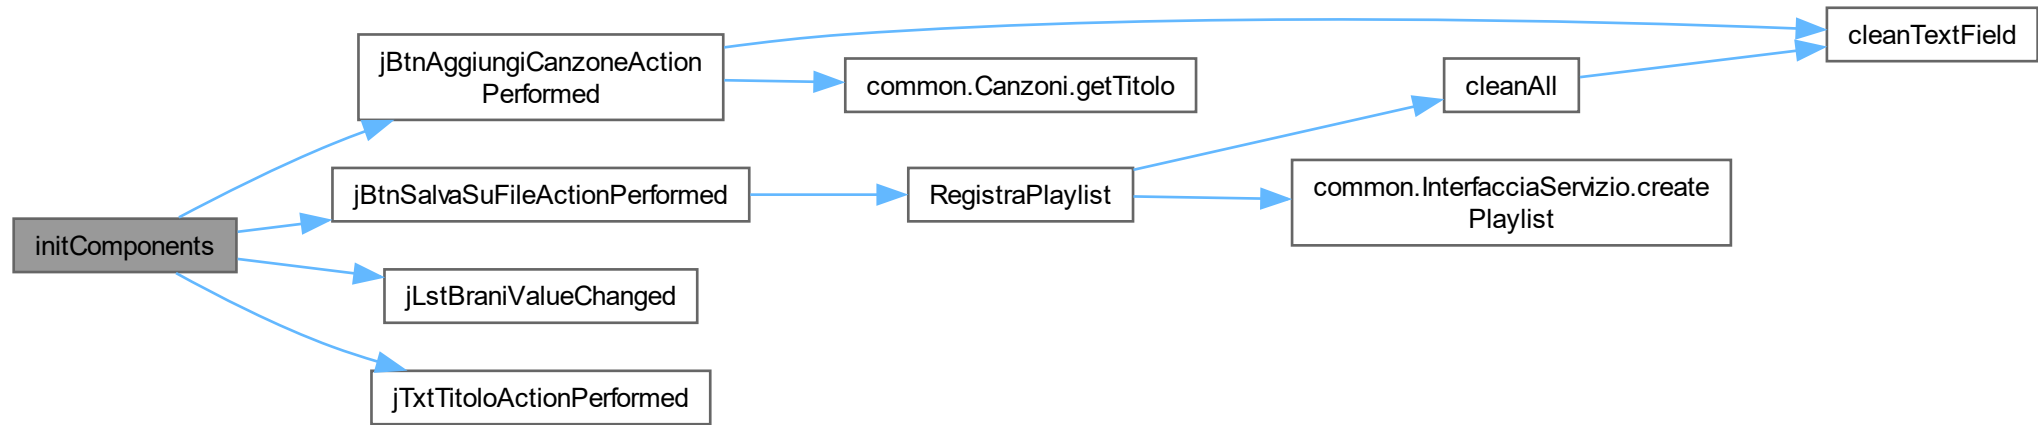 initComponents
jBtnAggiungiCanzoneAction
Performed
jBtnSalvaSuFileActionPerformed
jLstBraniValueChanged
jTxtTitoloActionPerformed
common.Canzoni.getTitolo
RegistraPlaylist
cleanAll
common.InterfacciaServizio.create
Playlist
cleanTextField